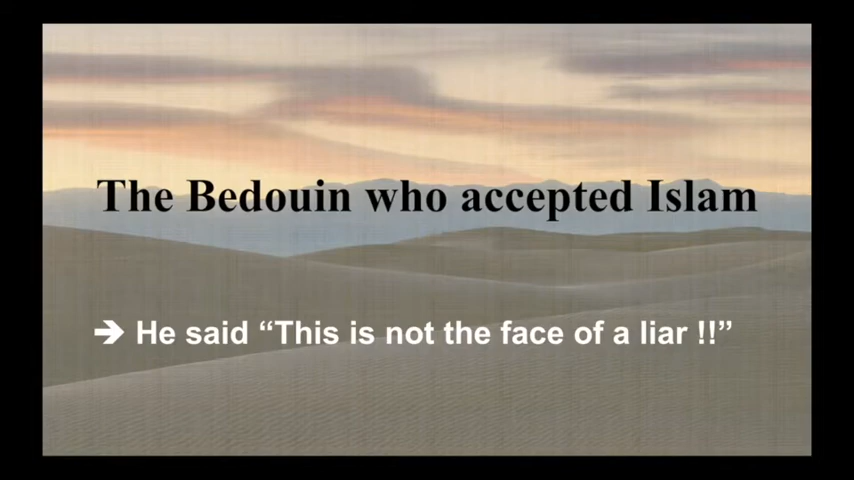 The Bedouin who accepted Islam
➔ He said “This is not the face of a liar !!”